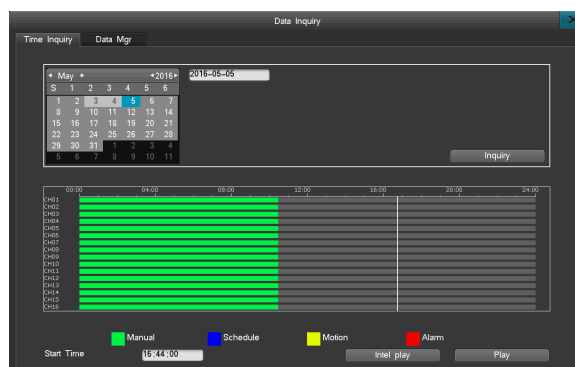 Data Inquiry
Time Inquiry Data Mgr
May 2016 2016-05-05
S 1 2 3 4 5 6
1 2 3 4 5 6 7
8 9 10 11 12 13 14
15 16 17 18 19 20 21
22 23 24 25 26 27 28
29 30 31 1 2 3 4
5 6 7 8 9 10 11
Inquiry
00:00 04:00 08:00 12:00 16:00 20:00 24:00
CH01
CH02
CH03
CH04
CH05
CH06
CH07
CH08
CH09
CH10
CH11
CH12
CH13
CH14
CH15
CH16
Manual Schedule Motion Alarm
Start Time 16:44:00 Intel play Play